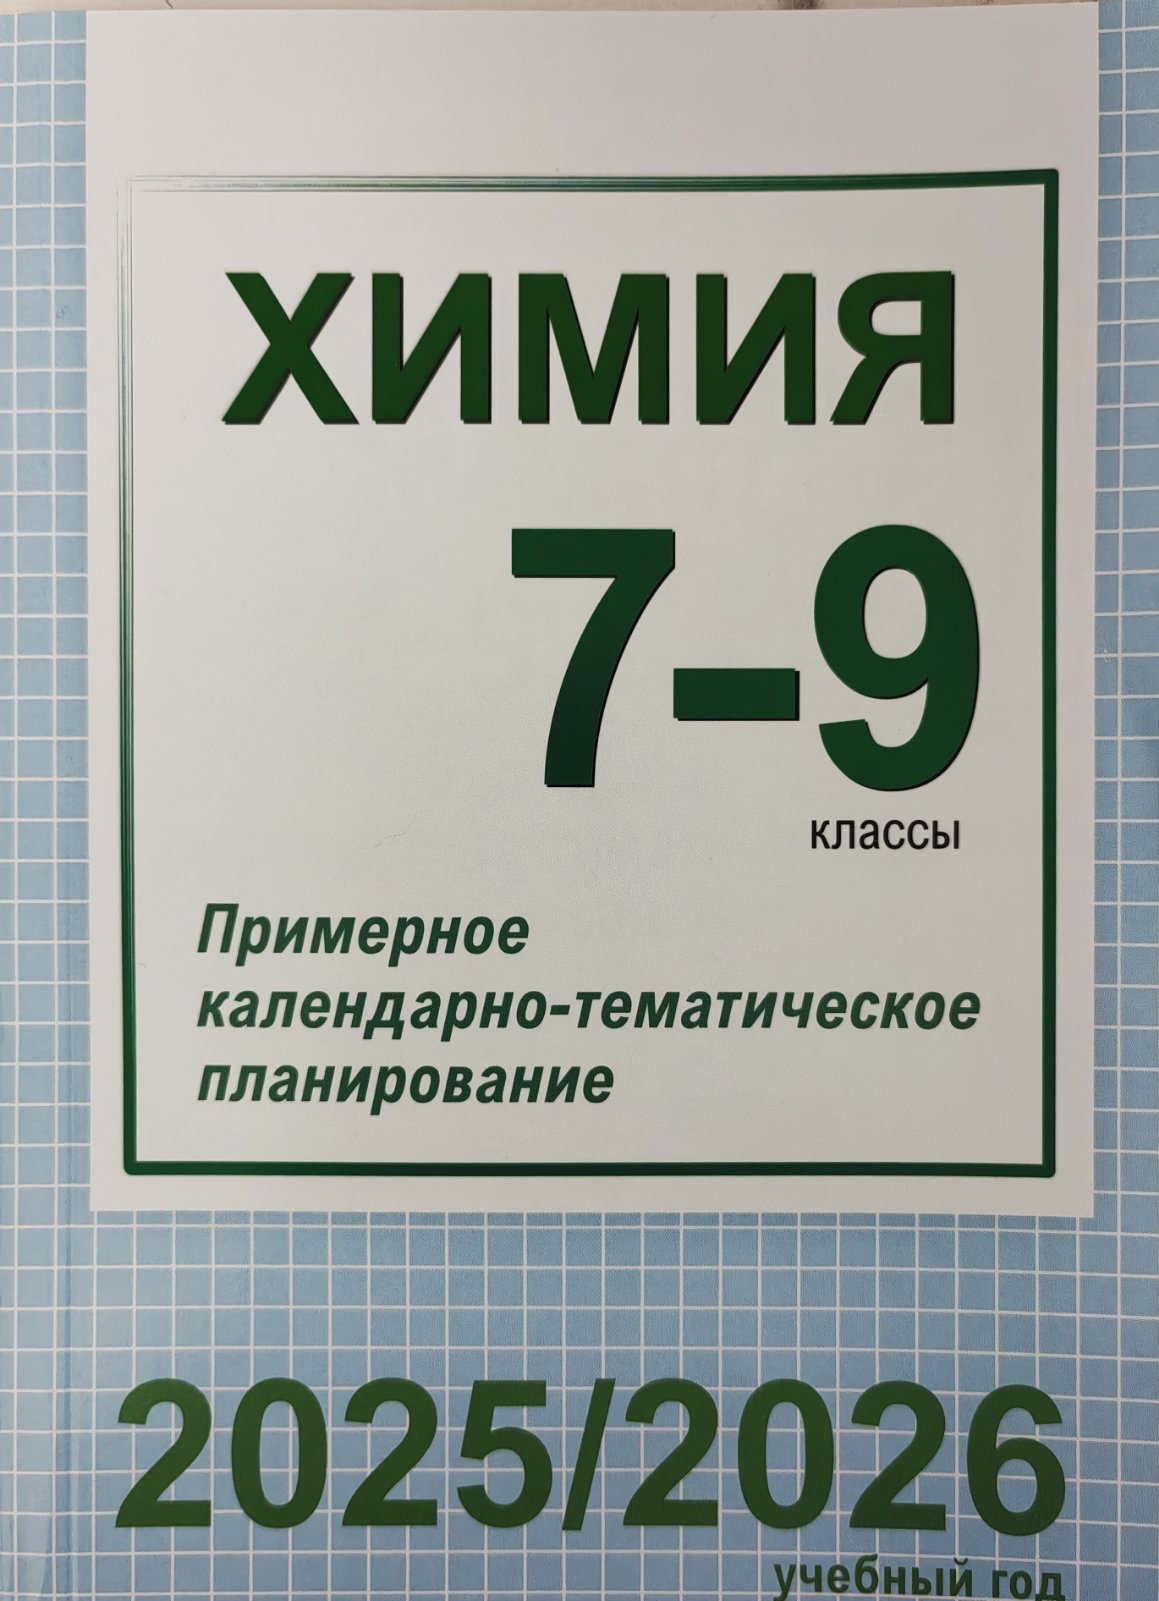 ХИМИЯ
7–9
классы
Примерное
календарно-тематическое
планирование
2025/2026
учебный год